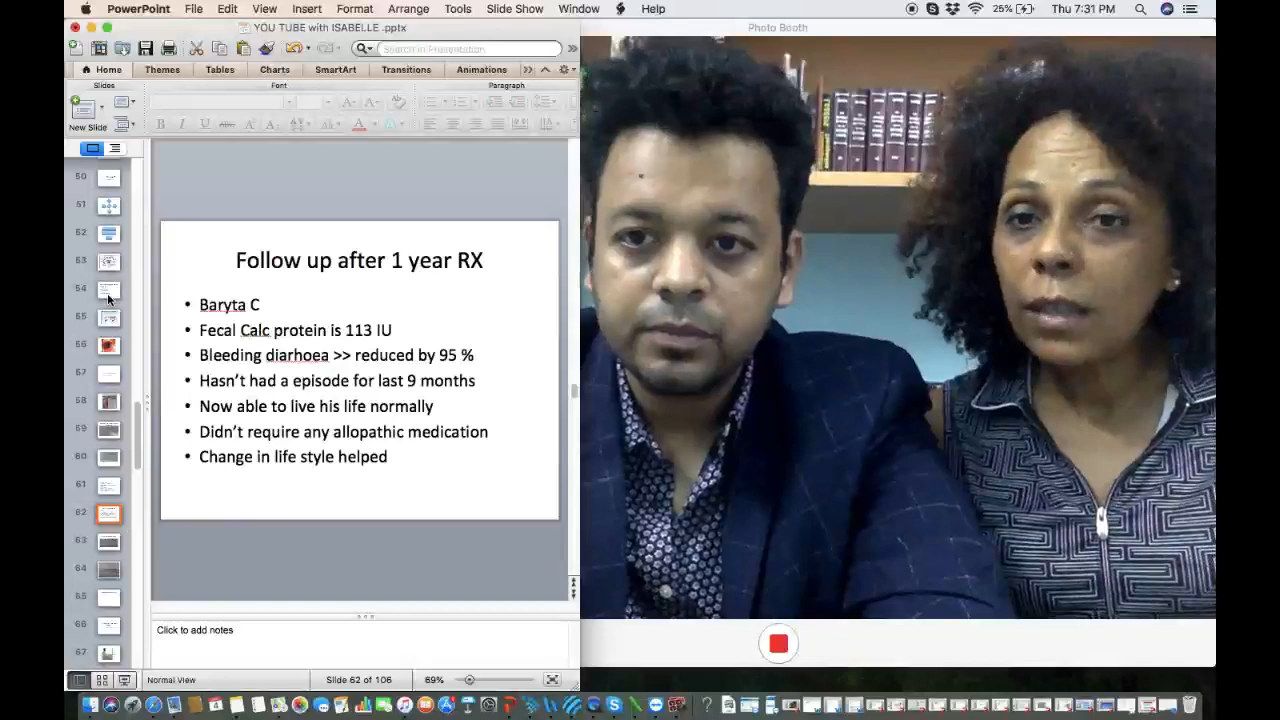 PowerPoint File Edit View Insert Format Arrange Tools Slide Show Window Help 25% Thu 7:31 PM
YOU TUBE with ISABELLE .pptx
Photo Booth
Search in Presentation
Home Themes Tables Charts SmartArt Transitions Animations
Slides Font Paragraph
New Slide
50
51
52
53
54
55
56
57
58
59
60
61
62
63
64
65
66
67
Follow up after 1 year RX
• Baryta C
• Fecal Calc protein is 113 IU
• Bleeding diarhoea >> reduced by 95 %
• Hasn't had a episode for last 9 months
• Now able to live his life normally
• Didn't require any allopathic medication
• Change in life style helped
Click to add notes
Normal View Slide 62 of 106 69%